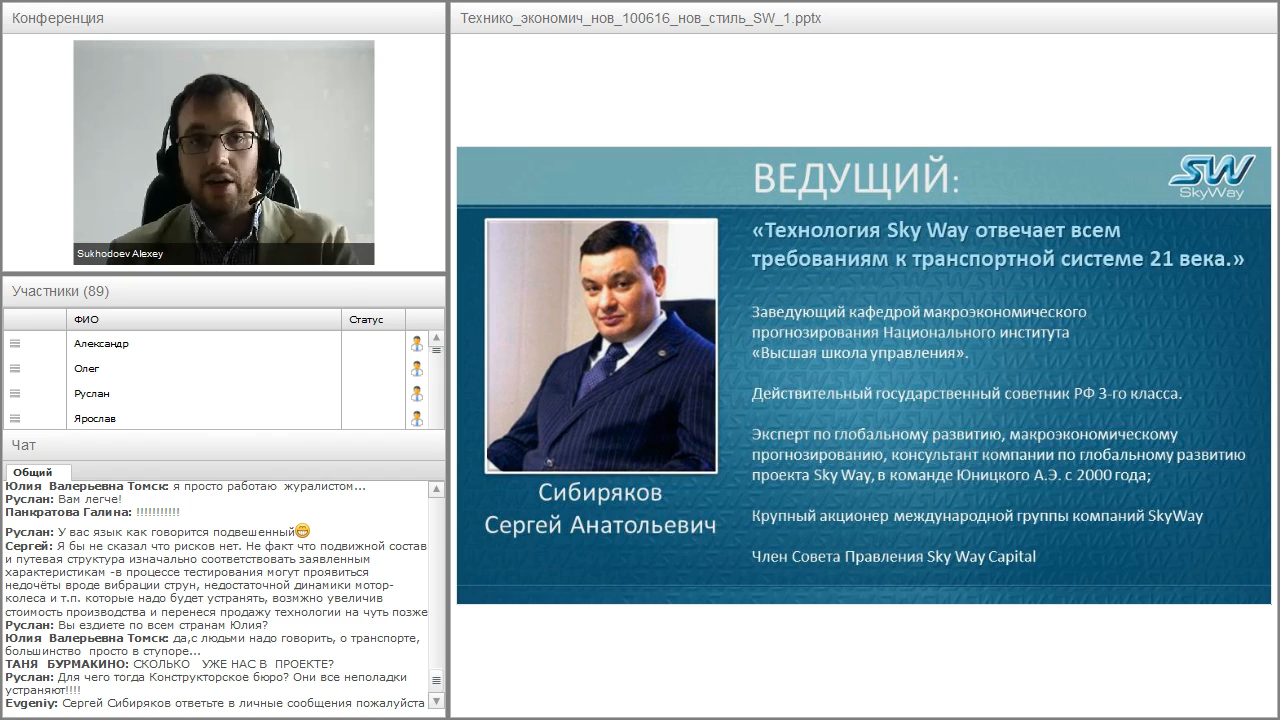 Конференция
Sukhodoev Alexey
Участники (89)
ФИО
Статус
Александр
Олег
Руслан
Ярослав
Чат
Общий
Юлия Валерьевна Томск: я просто работаю журалистом...
Руслан: Вам легче!
Панкратова Галина: !!!!!!!!!!!
Руслан: У вас язык как говорится подвешенный
Сергей: Я бы не сказал что рисков нет. Не факт что подвижной состав
и путевая структура изначально соответствовать заявленным
характеристикам -в процессе тестирования могут проявиться
недочёты вроде вибрации струн, недостаточной динамики мотор-
колеса и т.п. которые надо будет устранять, возмжно увеличив
стоимость производства и перенеся продажу технологии на чуть позже
Руслан: Вы ездиете по всем странам Юлия?
Юлия Валерьевна Томск: да,с людьми надо говорить, о транспорте,
большинство просто в ступоре...
ТАНЯ БУРМАКИНО: СКОЛЬКО УЖЕ НАС В ПРОЕКТЕ?
Руслан: Для чего тогда Конструкторское бюро? Они все неполадки
устраняют!!!!
Evgeniy: Сергей Сибиряков ответьте в личные сообщения пожалуйста
Технико_экономич_нов_100616_нов_стиль_SW_1.pptx
ВЕДУЩИЙ:
SW
SkyWay
«Технология Sky Way отвечает всем
требованиям к транспортной системе 21 века.»
Заведующий кафедрой макроэкономического
прогнозирования Национального института
«Высшая школа управления».
Действительный государственный советник РФ 3-го класса.
Эксперт по глобальному развитию, макроэкономическому
прогнозированию, консультант компании по глобальному развитию
проекта Sky Way, в команде Юницкого А.Э. с 2000 года;
Крупный акционер международной группы компаний SkyWay
Член Совета Правления Sky Way Capital
Сибиряков
Сергей Анатольевич